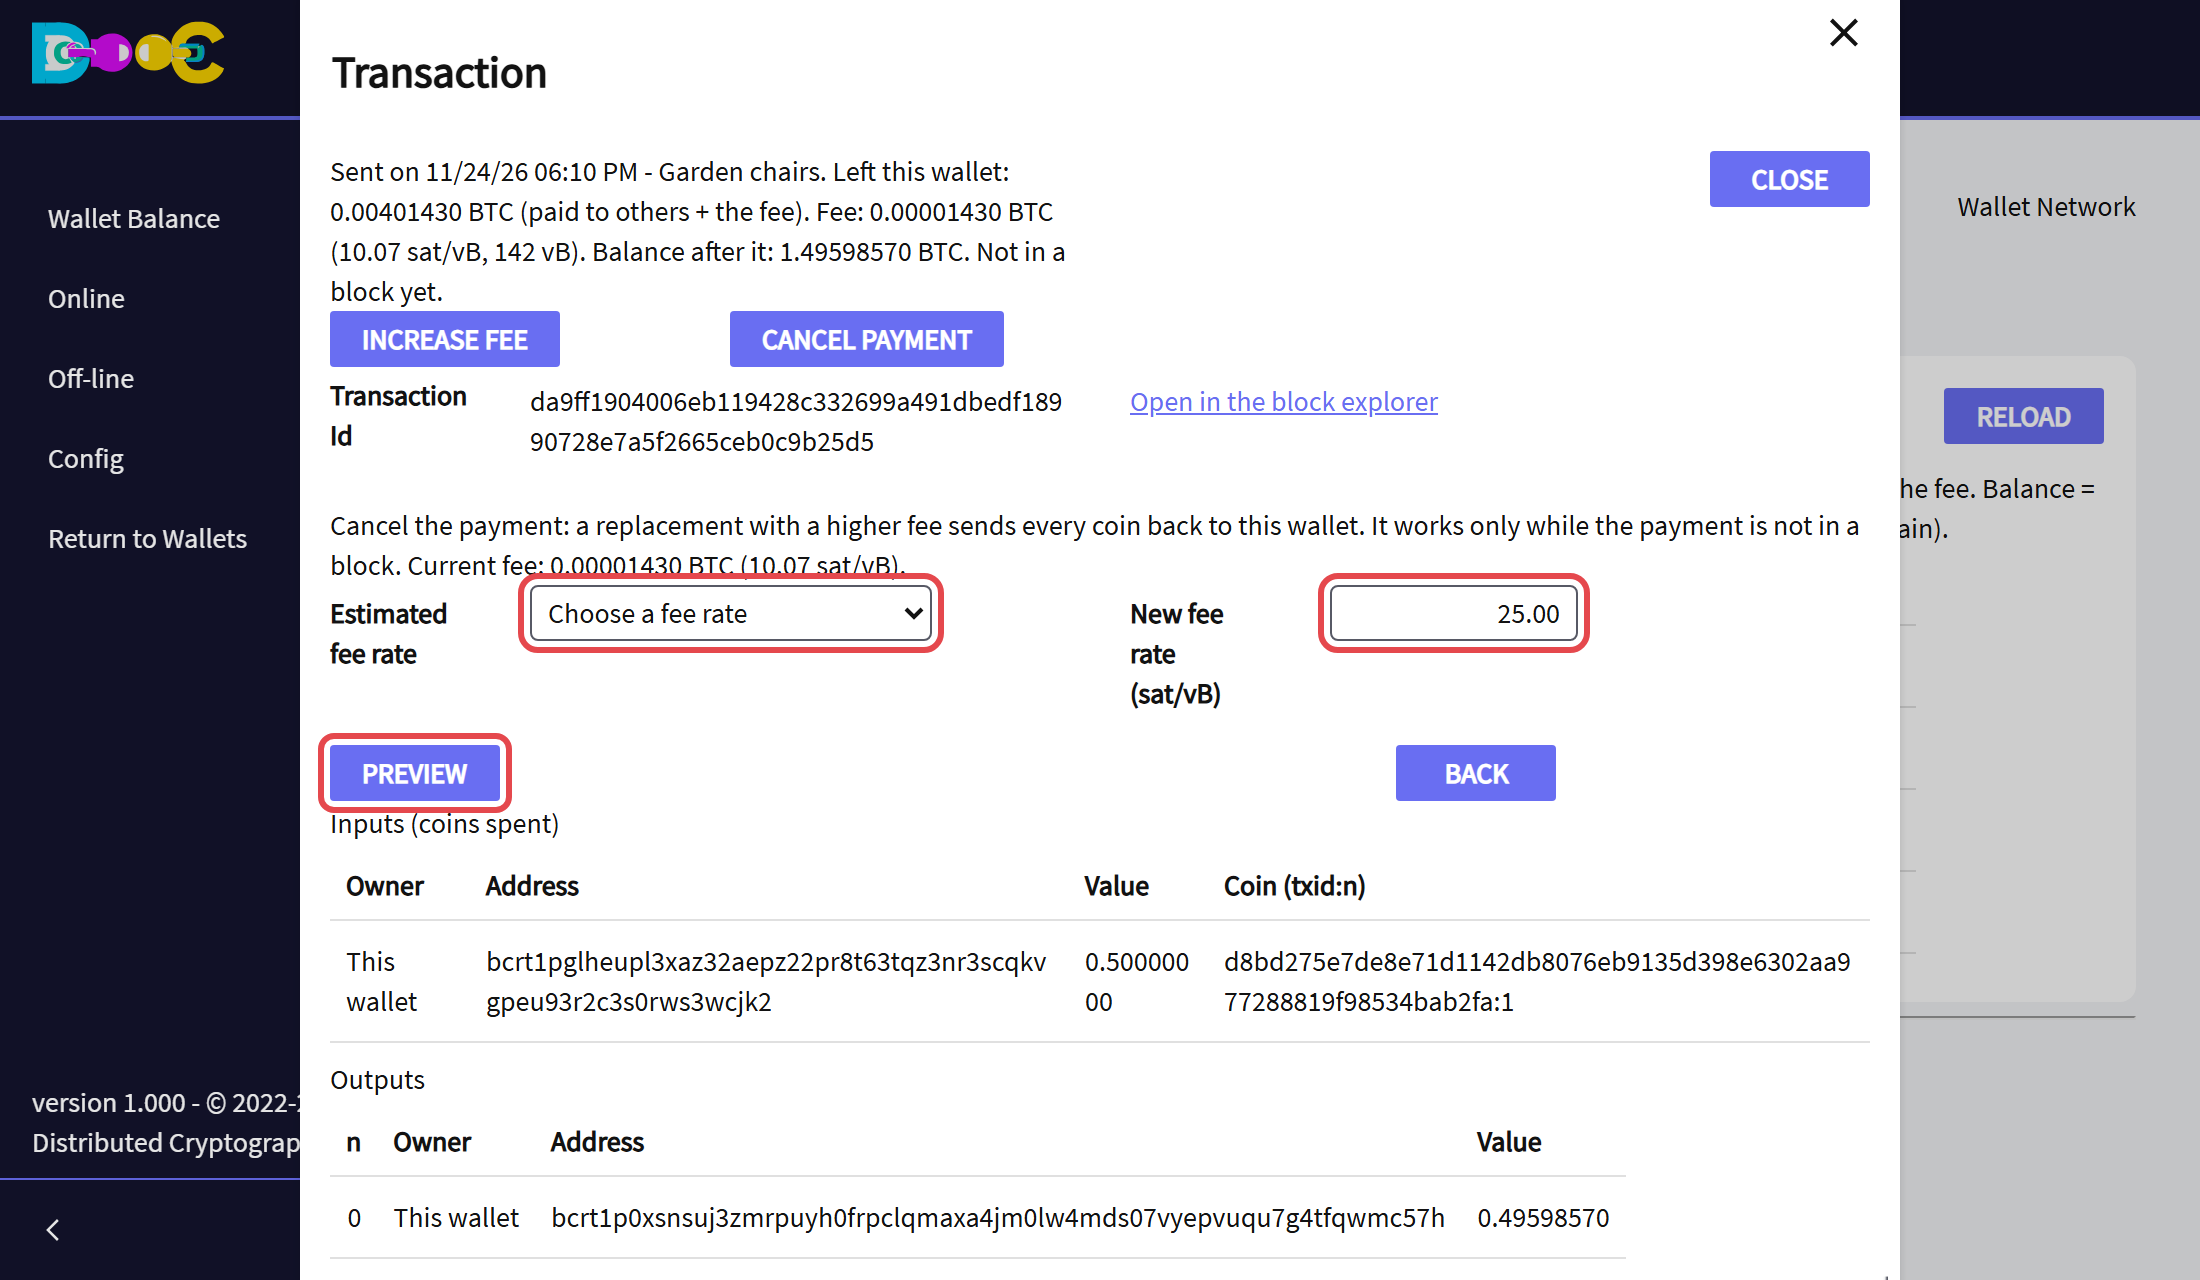 Transaction
Sent on 11/24/26 06:10 PM - Garden chairs. Left this wallet:
0.00401430 BTC (paid to others + the fee). Fee: 0.00001430 BTC
(10.07 sat/vB, 142 vB). Balance after it: 1.49598570 BTC. Not in a
block yet.
CLOSE
Wallet Network
Wallet Balance
Online
Off-line
Config
Return to Wallets
INCREASE FEE
CANCEL PAYMENT
Transaction
Id
da9ff1904006eb119428c332699a491dbedf189
90728e7a5f2665ceb0c9b25d5
Open in the block explorer
RELOAD
he fee. Balance =
ain).
Cancel the payment: a replacement with a higher fee sends every coin back to this wallet. It works only while the payment is not in a
block. Current fee: 0.00001430 BTC (10.07 sat/vB).
Estimated
fee rate
Choose a fee rate
New fee
rate
(sat/vB)
25.00
PREVIEW
BACK
Inputs (coins spent)
Owner Address Value Coin (txid:n)
This
wallet
bcrt1pglheupl3xaz32aepz22pr8t63tqz3nr3scqkv
gpeu93r2c3s0rws3wcjk2
0.500000
00
d8bd275e7de8e71d1142db8076eb9135d398e6302aa9
77288819f98534bab2fa:1
Outputs
n Owner Address Value
0 This wallet bcrt1p0xsnsuj3zmrpuyh0frpclqmaxa4jm0lw4mds07vyepvuqu7g4tfqwmc57h 0.49598570
version 1.000 - © 2022-
Distributed Cryptograp